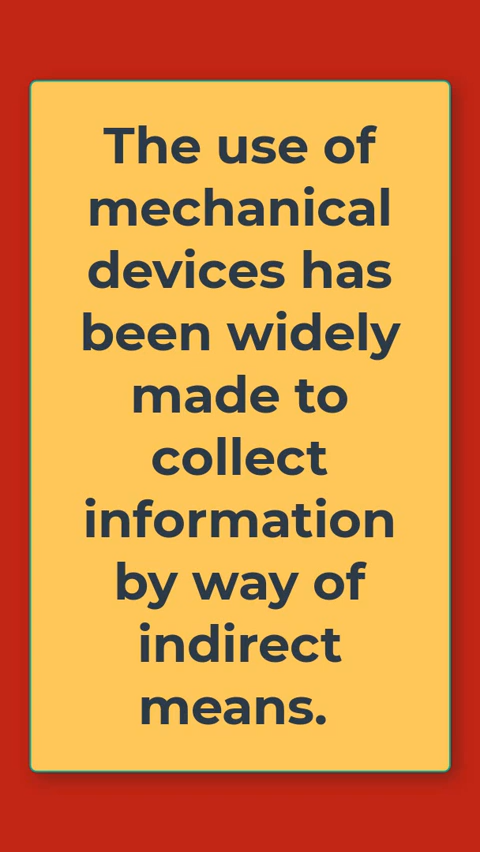 The use of
mechanical
devices has
been widely
made to
collect
information
by way of
indirect
means.